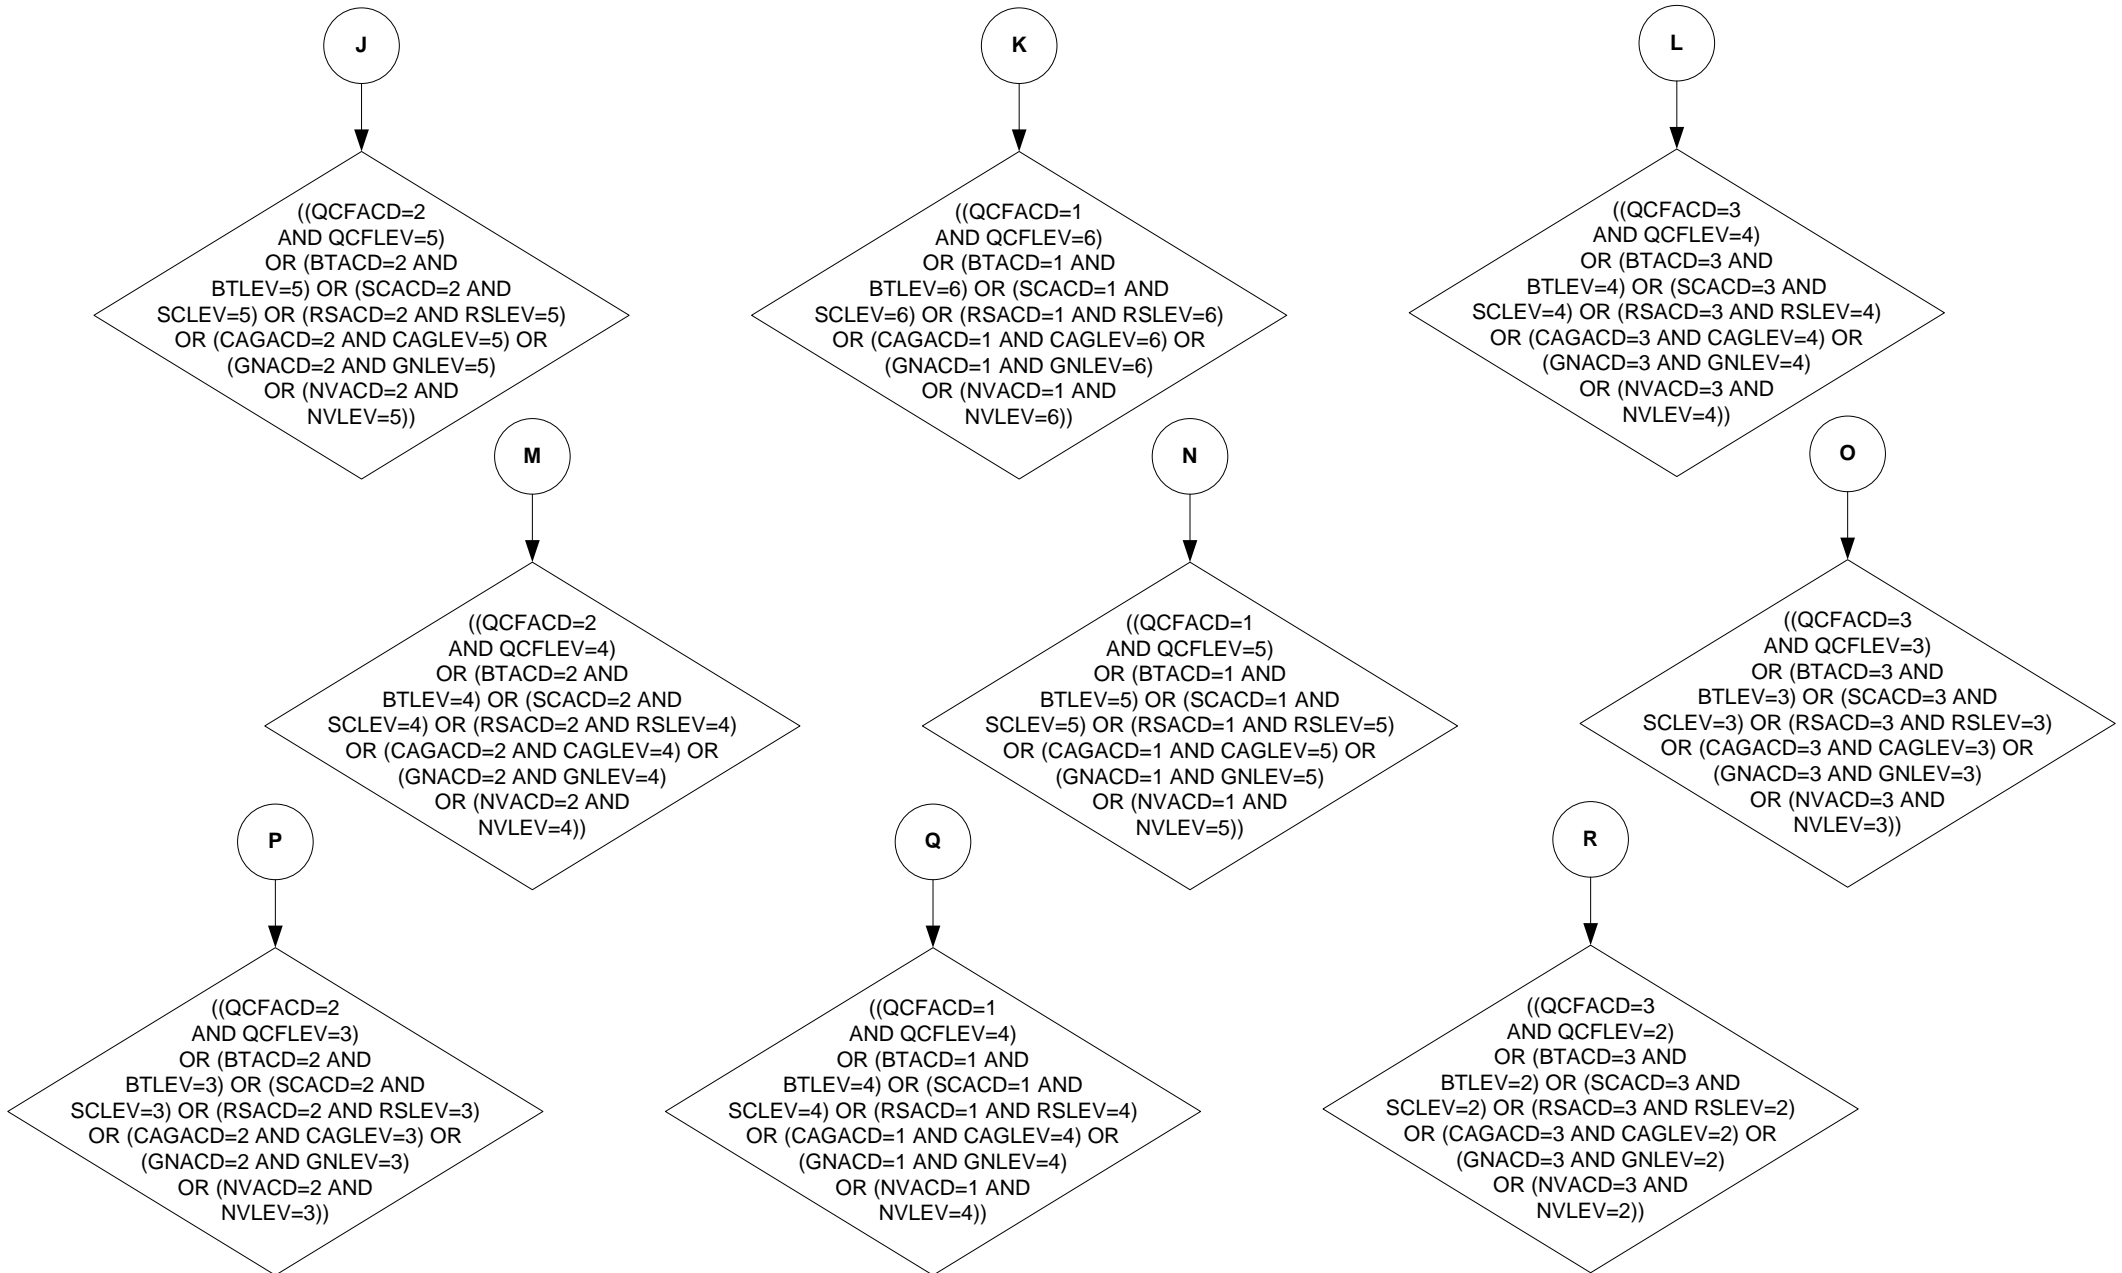 J
((QCFACD=2
AND QCFLEV=5)
OR (BTACD=2 AND
BTLEV=5) OR (SCACD=2 AND
SCLEV=5) OR (RSACD=2 AND RSLEV=5)
OR (CAGACD=2 AND CAGLEV=5) OR
(GNACD=2 AND GNLEV=5)
OR (NVACD=2 AND
NVLEV=5))
K
((QCFACD=1
AND QCFLEV=6)
OR (BTACD=1 AND
BTLEV=6) OR (SCACD=1 AND
SCLEV=6) OR (RSACD=1 AND RSLEV=6)
OR (CAGACD=1 AND CAGLEV=6) OR
(GNACD=1 AND GNLEV=6)
OR (NVACD=1 AND
NVLEV=6))
L
((QCFACD=3
AND QCFLEV=4)
OR (BTACD=3 AND
BTLEV=4) OR (SCACD=3 AND
SCLEV=4) OR (RSACD=3 AND RSLEV=4)
OR (CAGACD=3 AND CAGLEV=4) OR
(GNACD=3 AND GNLEV=4)
OR (NVACD=3 AND
NVLEV=4))
M
((QCFACD=2
AND QCFLEV=4)
OR (BTACD=2 AND
BTLEV=4) OR (SCACD=2 AND
SCLEV=4) OR (RSACD=2 AND RSLEV=4)
OR (CAGACD=2 AND CAGLEV=4) OR
(GNACD=2 AND GNLEV=4)
OR (NVACD=2 AND
NVLEV=4))
N
((QCFACD=1
AND QCFLEV=5)
OR (BTACD=1 AND
BTLEV=5) OR (SCACD=1 AND
SCLEV=5) OR (RSACD=1 AND RSLEV=5)
OR (CAGACD=1 AND CAGLEV=5) OR
(GNACD=1 AND GNLEV=5)
OR (NVACD=1 AND
NVLEV=5))
O
((QCFACD=3
AND QCFLEV=3)
OR (BTACD=3 AND
BTLEV=3) OR (SCACD=3 AND
SCLEV=3) OR (RSACD=3 AND RSLEV=3)
OR (CAGACD=3 AND CAGLEV=3) OR
(GNACD=3 AND GNLEV=3)
OR (NVACD=3 AND
NVLEV=3))
P
((QCFACD=2
AND QCFLEV=3)
OR (BTACD=2 AND
BTLEV=3) OR (SCACD=2 AND
SCLEV=3) OR (RSACD=2 AND RSLEV=3)
OR (CAGACD=2 AND CAGLEV=3) OR
(GNACD=2 AND GNLEV=3)
OR (NVACD=2 AND
NVLEV=3))
Q
((QCFACD=1
AND QCFLEV=4)
OR (BTACD=1 AND
BTLEV=4) OR (SCACD=1 AND
SCLEV=4) OR (RSACD=1 AND RSLEV=4)
OR (CAGACD=1 AND CAGLEV=4) OR
(GNACD=1 AND GNLEV=4)
OR (NVACD=1 AND
NVLEV=4))
R
((QCFACD=3
AND QCFLEV=2)
OR (BTACD=3 AND
BTLEV=2) OR (SCACD=3 AND
SCLEV=2) OR (RSACD=3 AND RSLEV=2)
OR (CAGACD=3 AND CAGLEV=2) OR
(GNACD=3 AND GNLEV=2)
OR (NVACD=3 AND
NVLEV=2))